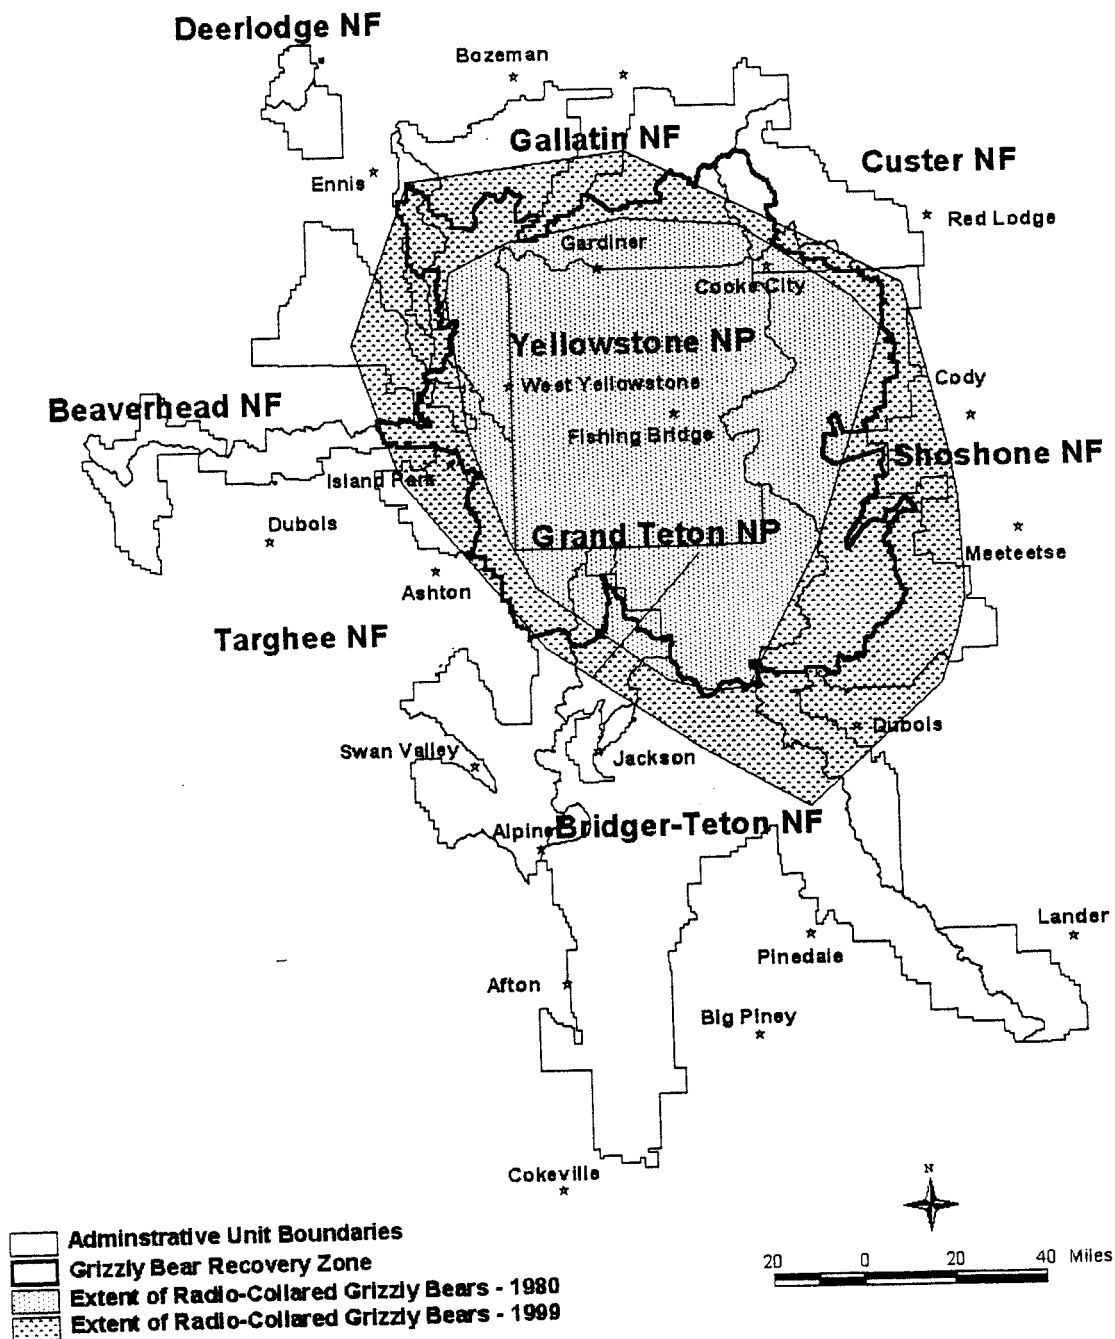 Deerlodge NF
Bozeman
Gallatin NF
Custer NF
Ennis
Red Lodge
Gardiner
Cooke City
Yellowstone NP
West Yellowstone
Cody
Beaverhead NF
Fishing Bridge
Shoshone NF
Island Park
Dubois
Grand Teton NP
Meeteetse
Ashton
Targhee NF
Dubois
Swan Valley
Jackson
Alpine
Bridger-Teton NF
Lander
Pinedale
Afton
Big Piney
Cokeville
N
Adminstrative Unit Boundaries
Grizzly Bear Recovery Zone
Extent of Radio-Collared Grizzly Bears - 1980
Extent of Radio-Collared Grizzly Bears - 1999
20 0 20 40 Miles